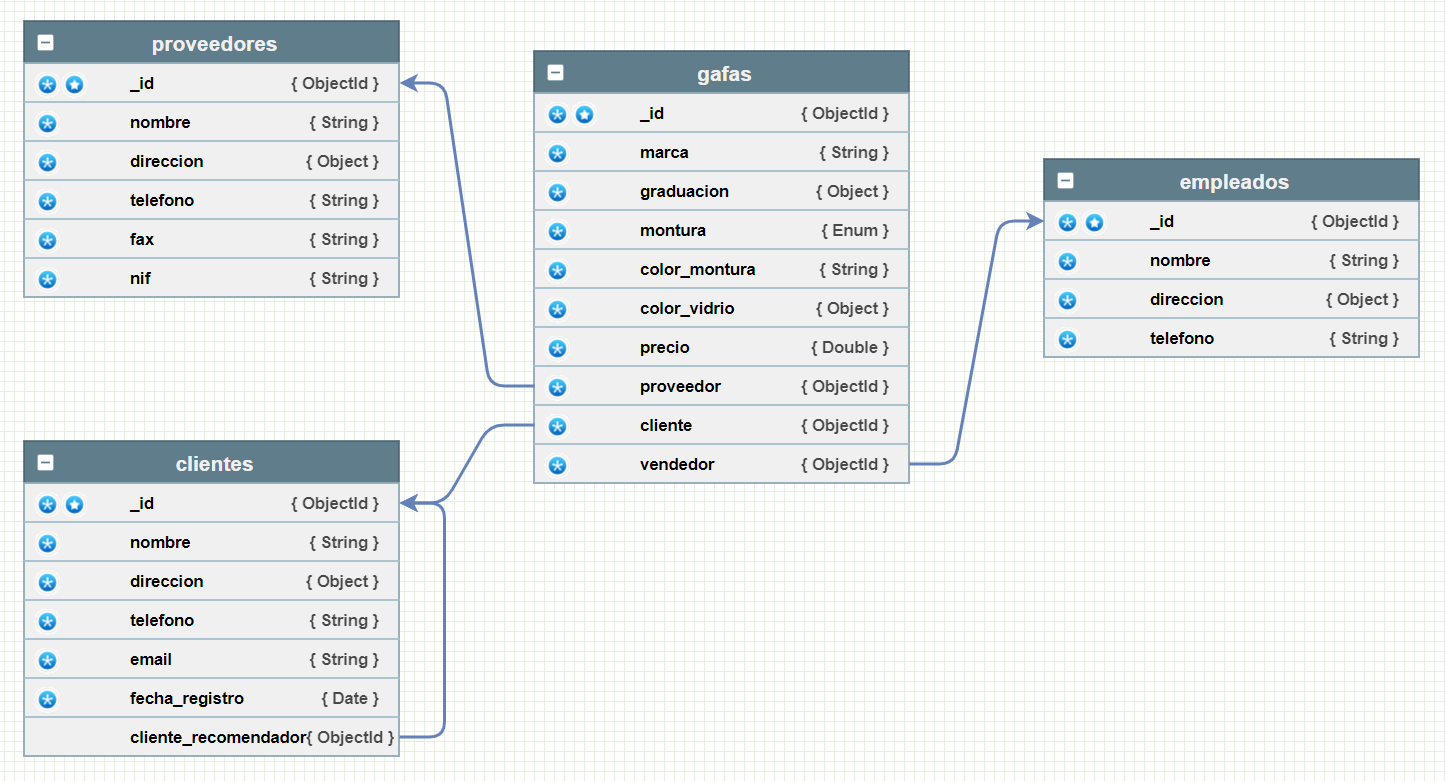 proveedores
_id { ObjectId }
nombre { String }
direccion { Object }
telefono { String }
fax { String }
nif { String }
gafas
_id { ObjectId }
marca { String }
graduacion { Object }
montura { Enum }
color_montura { String }
color_vidrio { Object }
precio { Double }
proveedor { ObjectId }
cliente { ObjectId }
vendedor { ObjectId }
empleados
_id { ObjectId }
nombre { String }
direccion { Object }
telefono { String }
clientes
_id { ObjectId }
nombre { String }
direccion { Object }
telefono { String }
email { String }
fecha_registro { Date }
cliente_recomendador{ ObjectId }